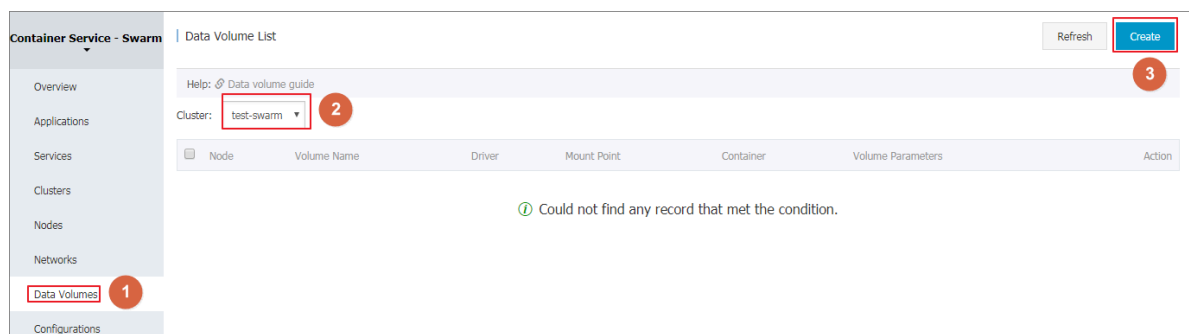 Container Service - Swarm
Overview
Applications
Services
Clusters
Nodes
Networks
Data Volumes 1
Configurations
Data Volume List
Refresh Create
3
Help: Data volume guide
Cluster: test-swarm 2
Node Volume Name Driver Mount Point Container Volume Parameters Action
Could not find any record that met the condition.